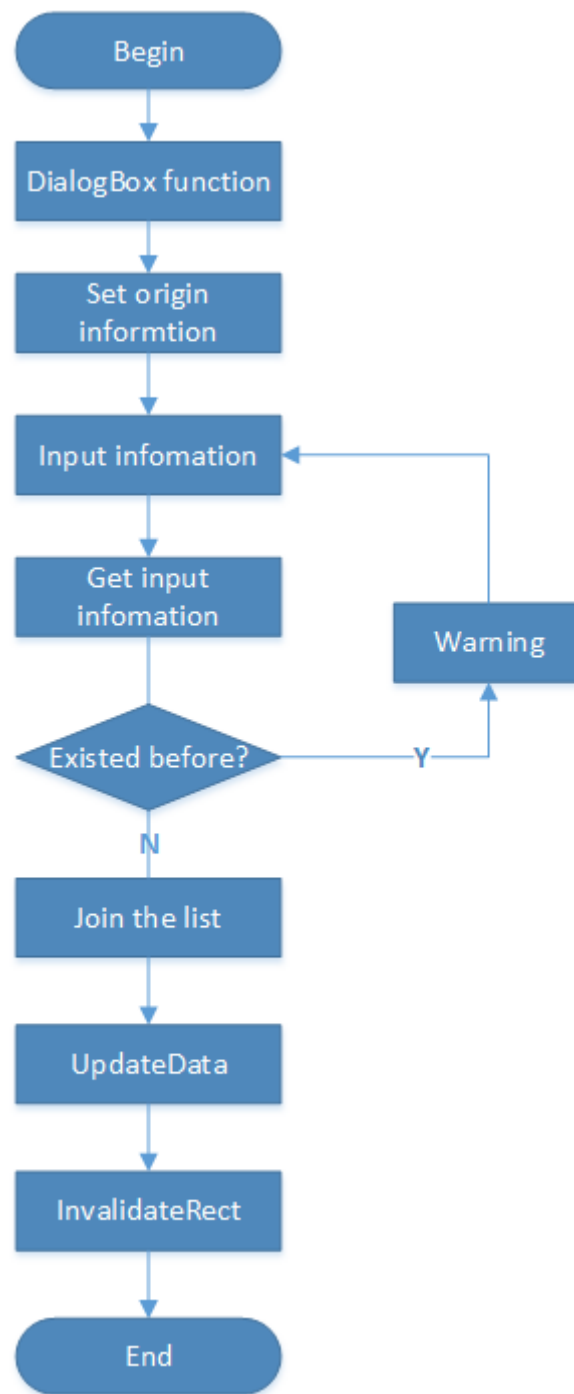 Begin
DialogBox function
Set origin
informtion
Input infomation
Get input
infomation
Warning
Existed before?
Y
N
Join the list
UpdateData
InvalidateRect
End